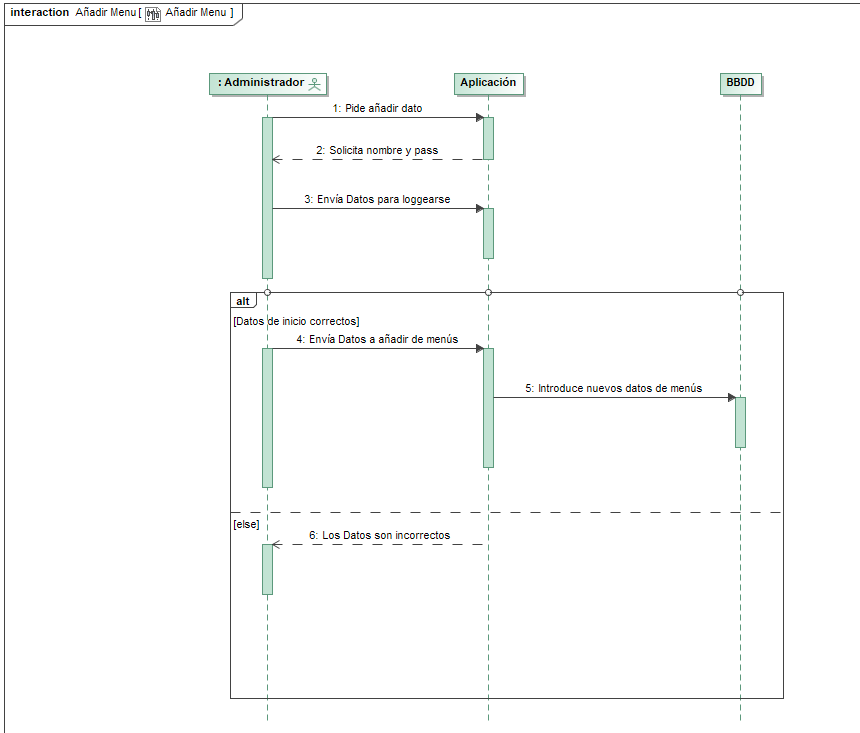 interaction Añadir Menu [ Añadir Menu ]
: Administrador
Aplicación
BBDD
1: Pide añadir dato
2: Solicita nombre y pass
3: Envía Datos para loggearse
alt
[Datos de inicio correctos]
4: Envía Datos a añadir de menús
5: Introduce nuevos datos de menús
[else]
6: Los Datos son incorrectos